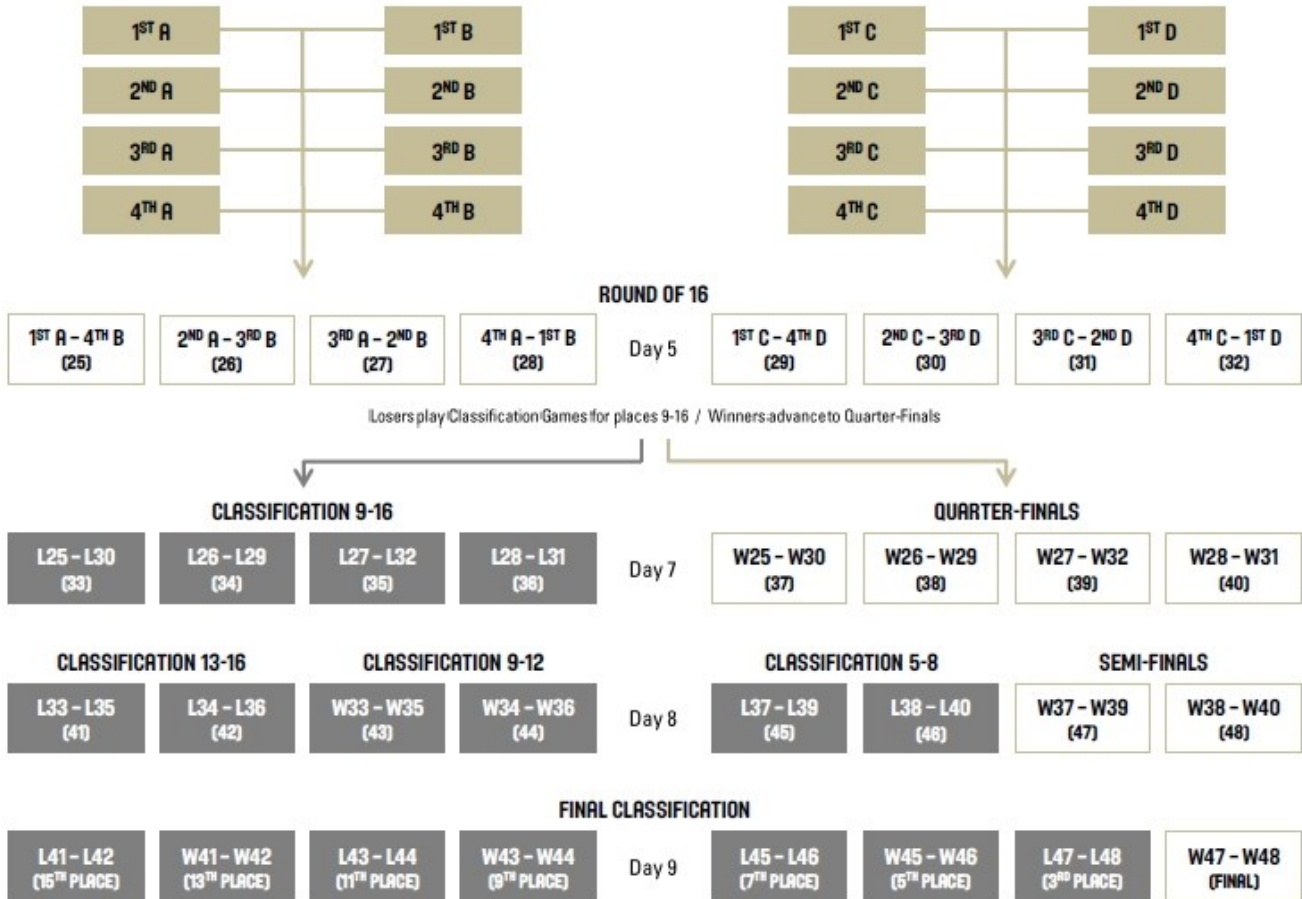 1ST A 1ST B 1ST C 1ST D
2ND A 2ND B 2ND C 2ND D
3RD A 3RD B 3RD C 3RD D
4TH A 4TH B 4TH C 4TH D
ROUND OF 16
1ST A – 4TH B 2ND A – 3RD B 3RD A – 2ND B 4TH A – 1ST B Day 5 1ST C – 4TH D 2ND C – 3RD D 3RD C – 2ND D 4TH C – 1ST D
(25) (26) (27) (28) (29) (30) (31) (32)
Losers play Classification Games for places 9-16 / Winners advance to Quarter-Finals
CLASSIFICATION 9-16 QUARTER-FINALS
L25 – L30 L26 – L29 L27 – L32 L28 – L31 Day 7 W25 – W30 W26 – W29 W27 – W32 W28 – W31
(33) (34) (35) (36) (37) (38) (39) (40)
CLASSIFICATION 13-16 CLASSIFICATION 9-12 CLASSIFICATION 5-8 SEMI-FINALS
L33 – L35 L34 – L36 W33 – W35 W34 – W36 Day 8 L37 – L39 L38 – L40 W37 – W39 W38 – W40
(41) (42) (43) (44) (45) (46) (47) (48)
FINAL CLASSIFICATION
L41 – L42 W41 – W42 L43 – L44 W43 – W44 Day 9 L45 – L46 W45 – W46 L47 – L48 W47 – W48
(15TH PLACE) (13TH PLACE) (11TH PLACE) (9TH PLACE) (7TH PLACE) (5TH PLACE) (3RD PLACE) (FINAL)